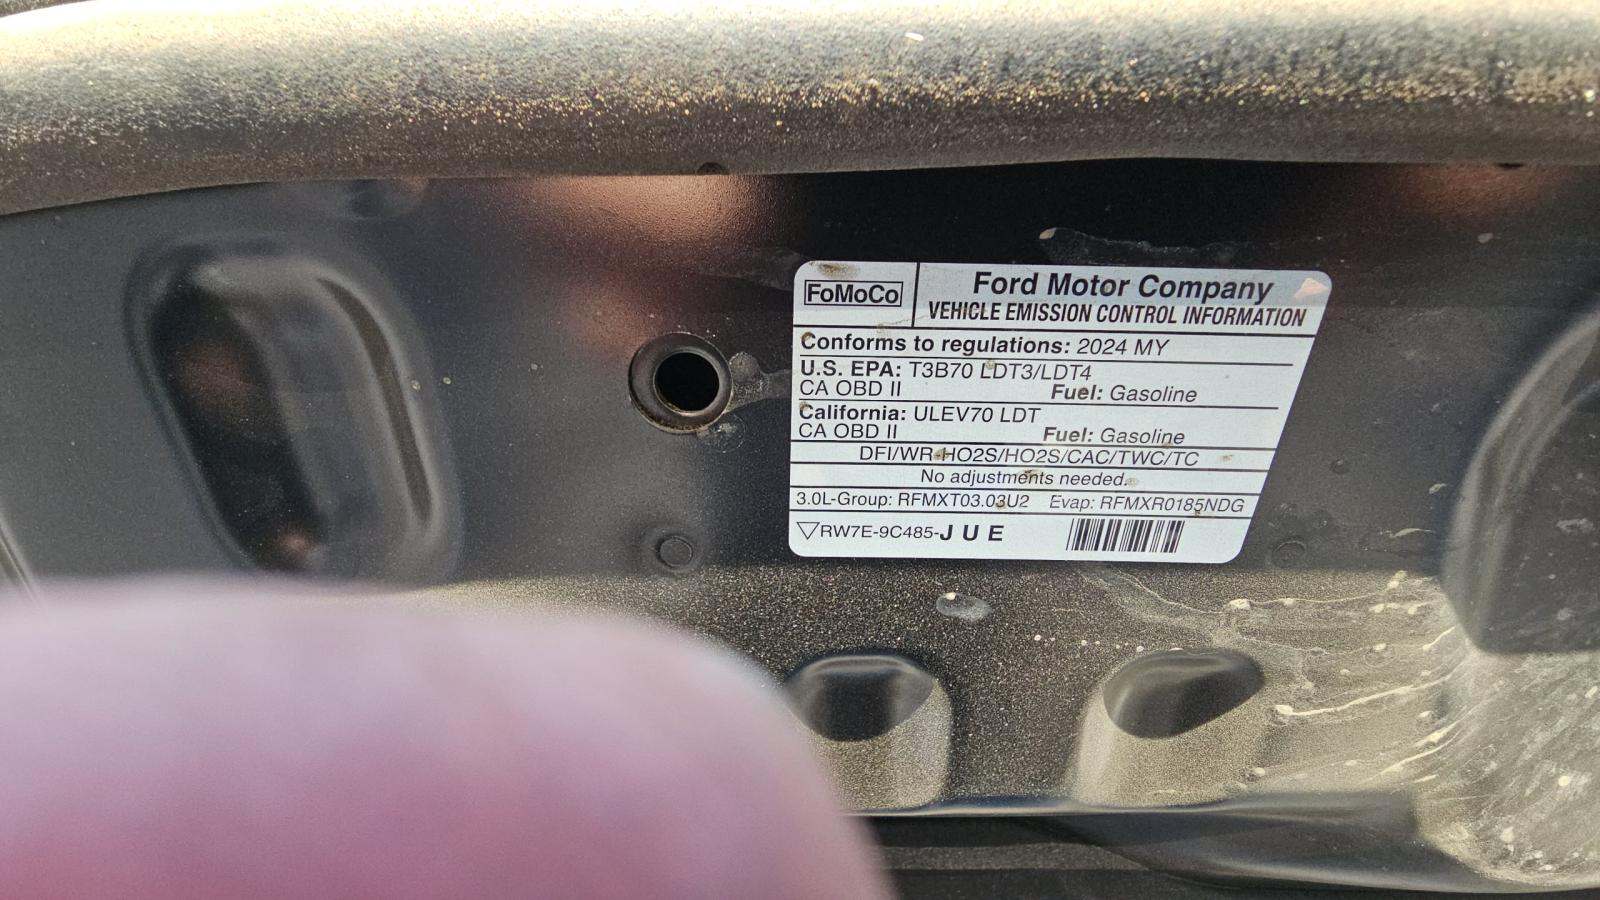 FoMoCo
Ford Motor Company
VEHICLE EMISSION CONTROL INFORMATION
Conforms to regulations: 2024 MY
U.S. EPA: T3B70 LDT3/LDT4
CA OBD II Fuel: Gasoline
California: ULEV70 LDT
CA OBD II Fuel: Gasoline
DFI/WR-HO2S/HO2S/CAC/TWC/TC
No adjustments needed.
3.0L-Group: RFMXT03.03U2 Evap: RFMXR0185NDG
RW7E-9C485-JUE